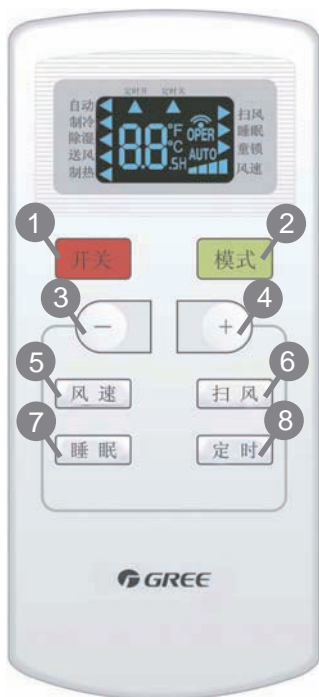 定时开 定时关
自动
制冷
除湿
送风
制热
88 °F °C .5H OPER AUTO
扫风
睡眠
童锁
风速
1 开关
2 模式
3 −
4 +
5 风速
6 扫风
7 睡眠
8 定时
GREE